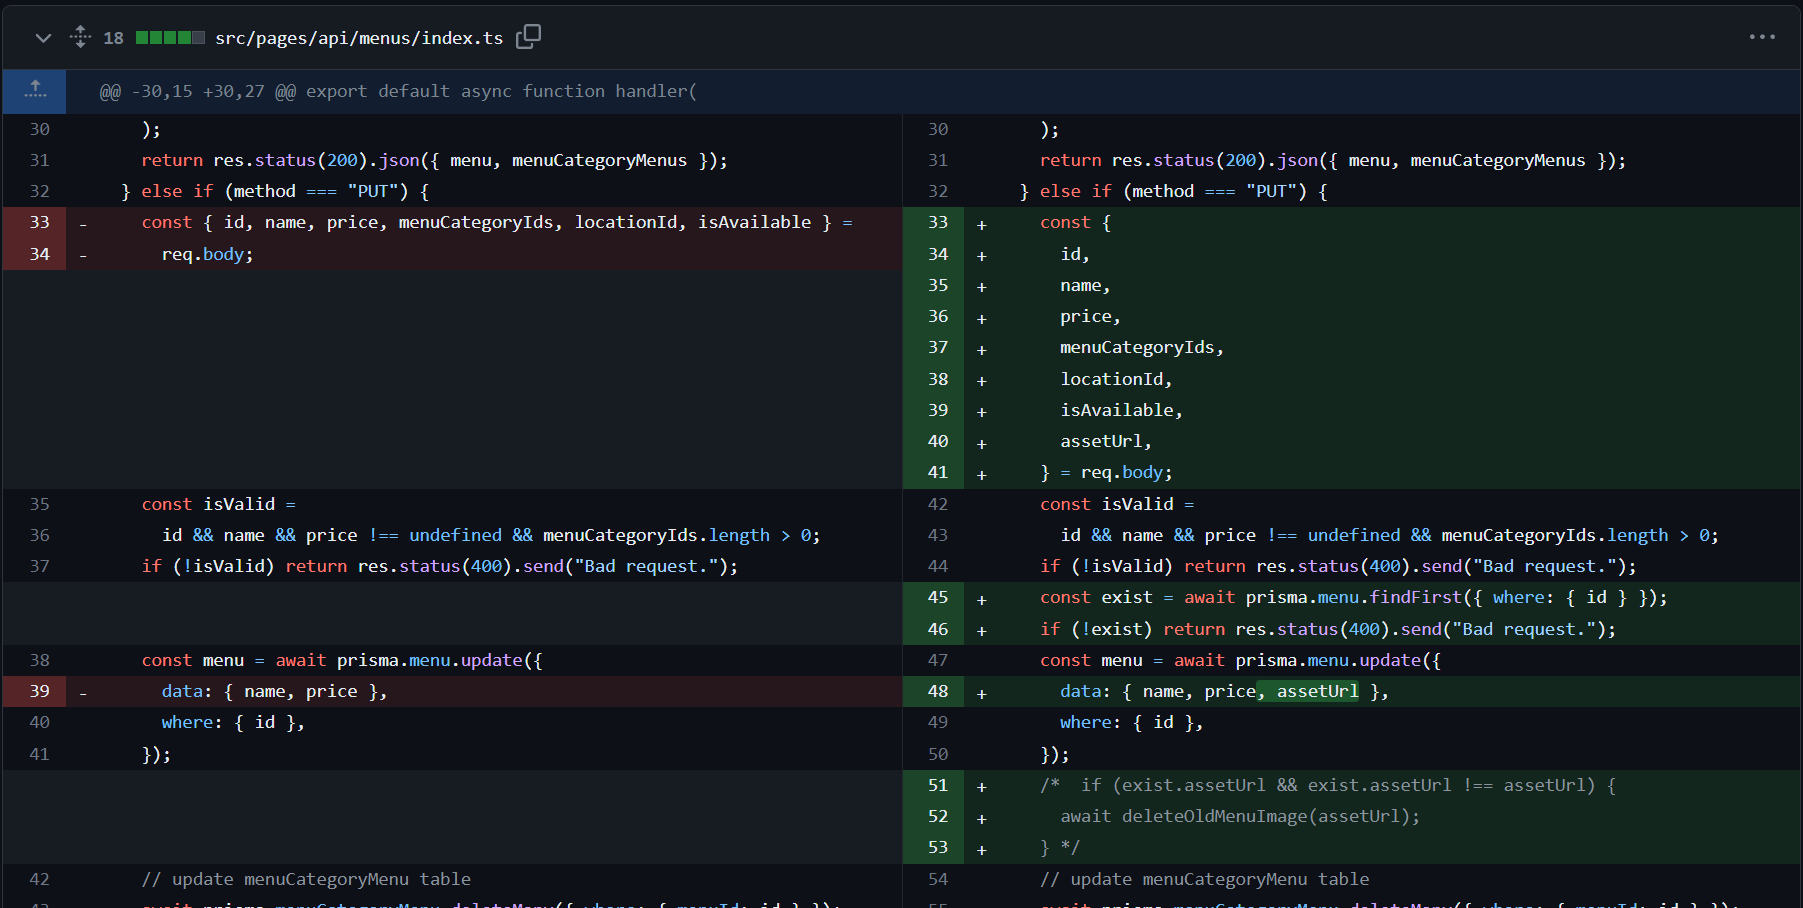 18 src/pages/api/menus/index.ts
@@ -30,15 +30,27 @@ export default async function handler(
30 );
31 return res.status(200).json({ menu, menuCategoryMenus });
32 } else if (method === "PUT") {
33 - const { id, name, price, menuCategoryIds, locationId, isAvailable } =
34 - req.body;
35 const isValid =
36 id && name && price !== undefined && menuCategoryIds.length > 0;
37 if (!isValid) return res.status(400).send("Bad request.");
38 const menu = await prisma.menu.update({
39 - data: { name, price },
40 where: { id },
41 });
42 // update menuCategoryMenu table
30 );
31 return res.status(200).json({ menu, menuCategoryMenus });
32 } else if (method === "PUT") {
33 + const {
34 + id,
35 + name,
36 + price,
37 + menuCategoryIds,
38 + locationId,
39 + isAvailable,
40 + assetUrl,
41 + } = req.body;
42 const isValid =
43 id && name && price !== undefined && menuCategoryIds.length > 0;
44 if (!isValid) return res.status(400).send("Bad request.");
45 + const exist = await prisma.menu.findFirst({ where: { id } });
46 + if (!exist) return res.status(400).send("Bad request.");
47 const menu = await prisma.menu.update({
48 + data: { name, price, assetUrl },
49 where: { id },
50 });
51 + /*  if (exist.assetUrl && exist.assetUrl !== assetUrl) {
52 + await deleteOldMenuImage(assetUrl);
53 + } */
54 // update menuCategoryMenu table